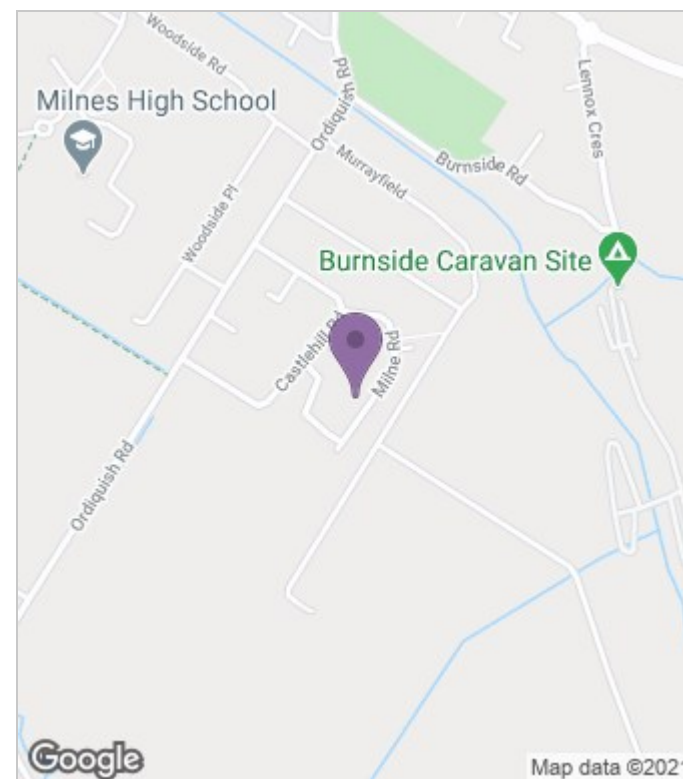 Woodside Rd
Lennox Cres
Milnes High School
Ordiquish Rd
Murrayfield
Burnside Rd
Woodside Pl
Burnside Caravan Site
Castlehill Rd
Milne Rd
Ordiquish Rd
Google
Map data ©2021